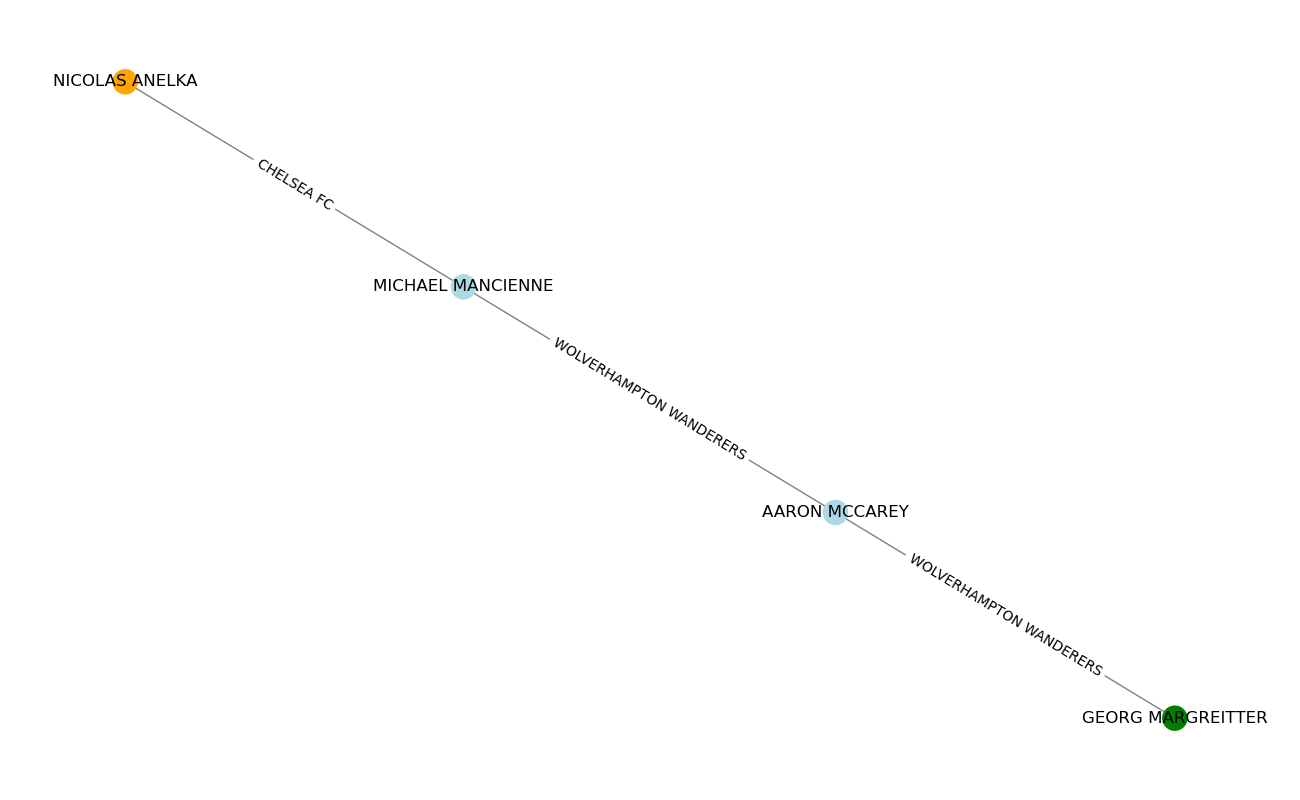 NICOLAS ANELKA
CHELSEA FC
MICHAEL MANCIENNE
WOLVERHAMPTON WANDERERS
AARON MCCAREY
WOLVERHAMPTON WANDERERS
GEORG MARGREITTER